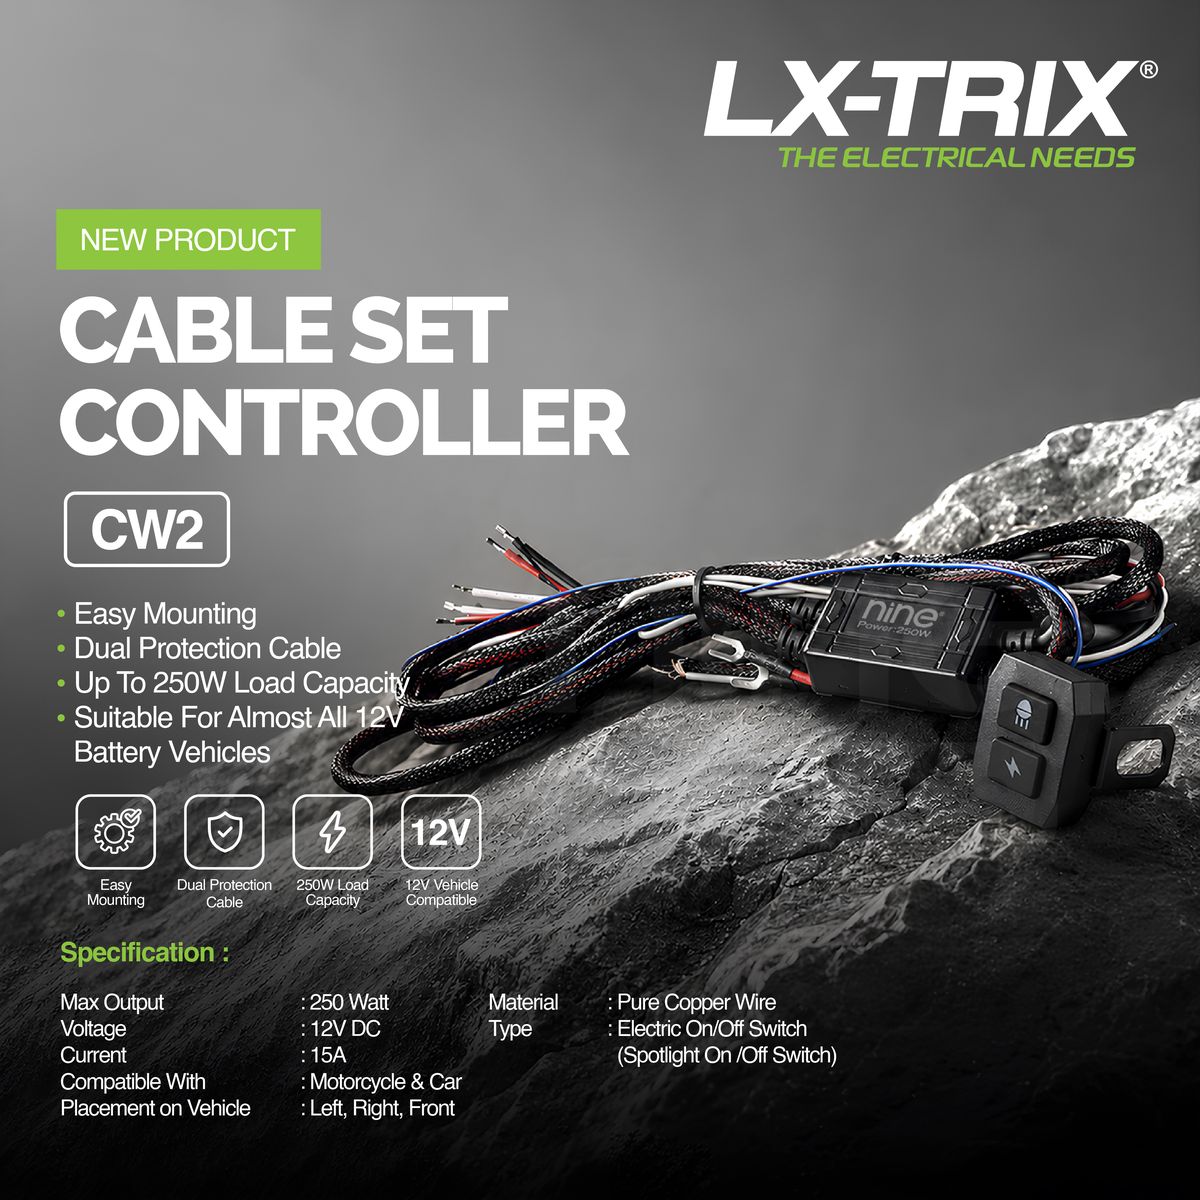 LX-TRIX®
THE ELECTRICAL NEEDS
NEW PRODUCT
CABLE SET
CONTROLLER
CW2
• Easy Mounting
• Dual Protection Cable
• Up To 250W Load Capacity
• Suitable For Almost All 12V
Battery Vehicles
nine®
Power:250W
12V
Easy
Mounting
Dual Protection
Cable
250W Load
Capacity
12V Vehicle
Compatible
Specification :
Max Output : 250 Watt
Voltage : 12V DC
Current : 15A
Compatible With : Motorcycle & Car
Placement on Vehicle : Left, Right, Front
Material : Pure Copper Wire
Type : Electric On/Off Switch
(Spotlight On /Off Switch)